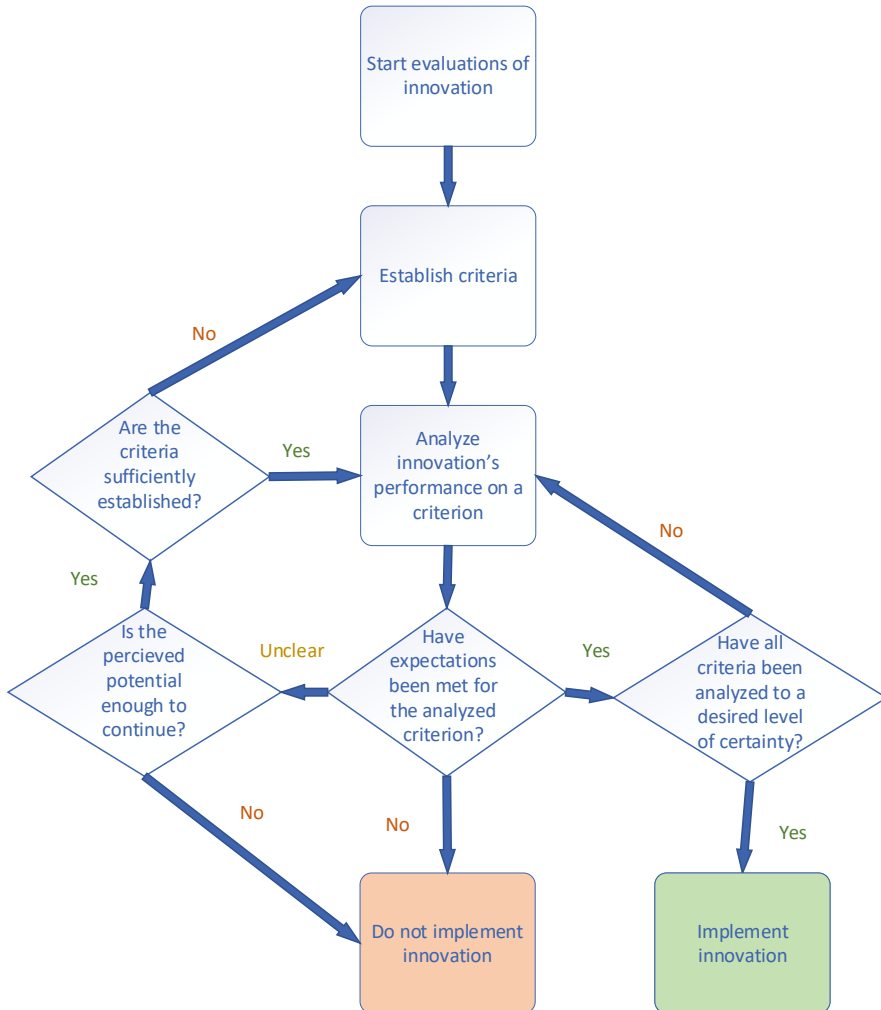 Start evaluations of
innovation
Establish criteria
No
Are the
criteria
sufficiently
established?
Yes
Analyze
innovation’s
performance on a
criterion
No
Yes
Is the
percieved
potential
enough to
continue?
Unclear
Have
expectations
been met for
the analyzed
criterion?
Yes
Have all
criteria been
analyzed to a
desired level
of certainty?
No
No
Yes
Do not implement
innovation
Implement
innovation